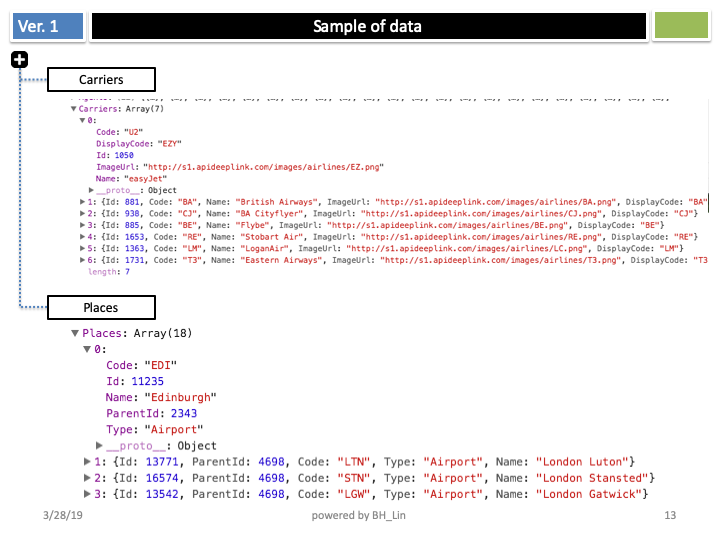 Ver. 1
Sample of data
Carriers
▼Carriers: Array(7)
▼0:
Code: "U2"
DisplayCode: "EZY"
Id: 1050
ImageUrl: "http://s1.apideeplink.com/images/airlines/EZ.png"
Name: "easyJet"
▶__proto__: Object
▶1: {Id: 881, Code: "BA", Name: "British Airways", ImageUrl: "http://s1.apideeplink.com/images/airlines/BA.png", DisplayCode: "BA"
▶2: {Id: 938, Code: "CJ", Name: "BA Cityflyer", ImageUrl: "http://s1.apideeplink.com/images/airlines/CJ.png", DisplayCode: "CJ"}
▶3: {Id: 885, Code: "BE", Name: "Flybe", ImageUrl: "http://s1.apideeplink.com/images/airlines/BE.png", DisplayCode: "BE"}
▶4: {Id: 1653, Code: "RE", Name: "Stobart Air", ImageUrl: "http://s1.apideeplink.com/images/airlines/RE.png", DisplayCode: "RE"}
▶5: {Id: 1363, Code: "LM", Name: "LoganAir", ImageUrl: "http://s1.apideeplink.com/images/airlines/LC.png", DisplayCode: "LM"}
▶6: {Id: 1731, Code: "T3", Name: "Eastern Airways", ImageUrl: "http://s1.apideeplink.com/images/airlines/T3.png", DisplayCode: "T3
length: 7
Places
▼Places: Array(18)
▼0:
Code: "EDI"
Id: 11235
Name: "Edinburgh"
ParentId: 2343
Type: "Airport"
▶__proto__: Object
▶1: {Id: 13771, ParentId: 4698, Code: "LTN", Type: "Airport", Name: "London Luton"}
▶2: {Id: 16574, ParentId: 4698, Code: "STN", Type: "Airport", Name: "London Stansted"}
▶3: {Id: 13542, ParentId: 4698, Code: "LGW", Type: "Airport", Name: "London Gatwick"}
3/28/19
powered by BH_Lin
13